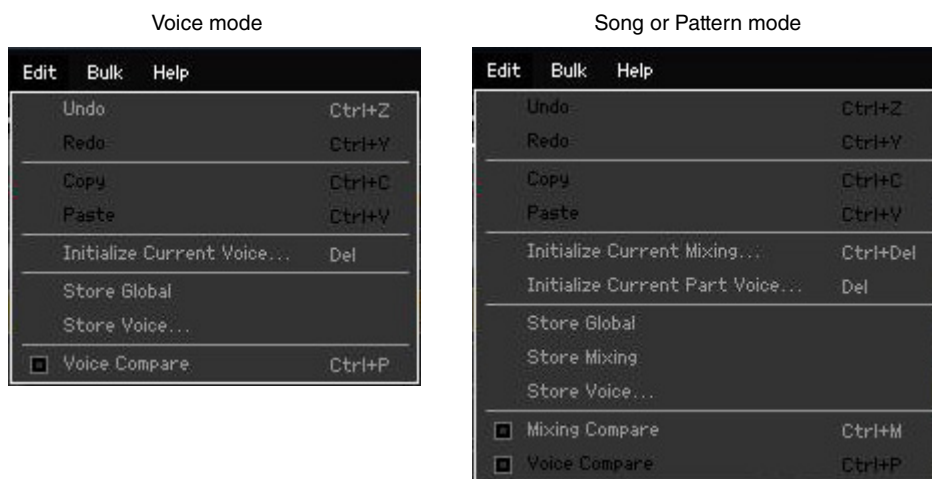 Voice mode
Edit Bulk Help
Undo Ctrl+Z
Redo Ctrl+Y
Copy Ctrl+C
Paste Ctrl+V
Initialize Current Voice... Del
Store Global
Store Voice...
Voice Compare Ctrl+P
Song or Pattern mode
Edit Bulk Help
Undo Ctrl+Z
Redo Ctrl+Y
Copy Ctrl+C
Paste Ctrl+V
Initialize Current Mixing... Ctrl+Del
Initialize Current Part Voice... Del
Store Global
Store Mixing
Store Voice...
Mixing Compare Ctrl+M
Voice Compare Ctrl+P